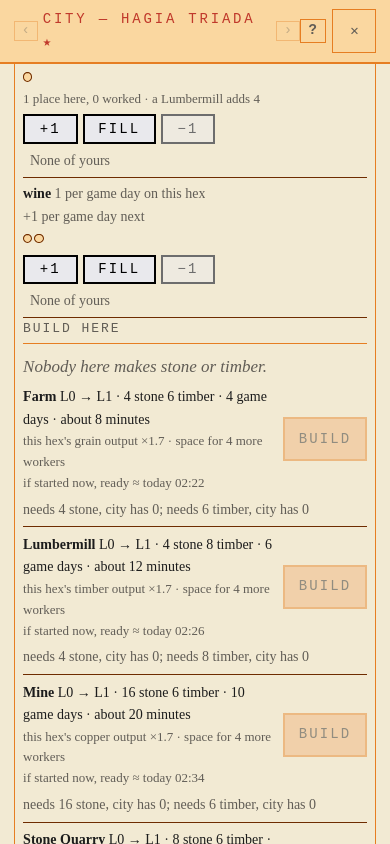 ‹ CITY — HAGIA TRIADA ★ › ? ×
1 place here, 0 worked · a Lumbermill adds 4
+1 FILL −1
None of yours
wine 1 per game day on this hex
+1 per game day next
+1 FILL −1
None of yours
BUILD HERE
Nobody here makes stone or timber.
Farm L0 → L1 · 4 stone 6 timber · 4 game
days · about 8 minutes
this hex's grain output ×1.7 · space for 4 more
workers
if started now, ready ≈ today 02:22
BUILD
needs 4 stone, city has 0; needs 6 timber, city has 0
Lumbermill L0 → L1 · 4 stone 8 timber · 6
game days · about 12 minutes
this hex's timber output ×1.7 · space for 4 more
workers
if started now, ready ≈ today 02:26
BUILD
needs 4 stone, city has 0; needs 8 timber, city has 0
Mine L0 → L1 · 16 stone 6 timber · 10
game days · about 20 minutes
this hex's copper output ×1.7 · space for 4 more
workers
if started now, ready ≈ today 02:34
BUILD
needs 16 stone, city has 0; needs 6 timber, city has 0
Stone Quarry L0 → L1 · 8 stone 6 timber ·